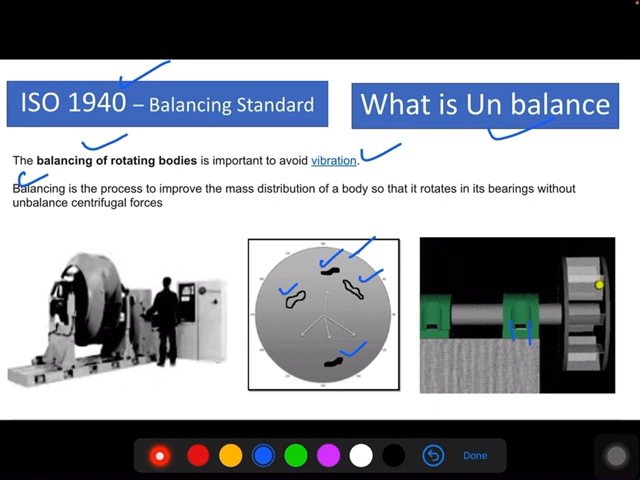 ISO 1940 – Balancing Standard
What is Un balance
The balancing of rotating bodies is important to avoid vibration.
Balancing is the process to improve the mass distribution of a body so that it rotates in its bearings without
unbalance centrifugal forces
Done